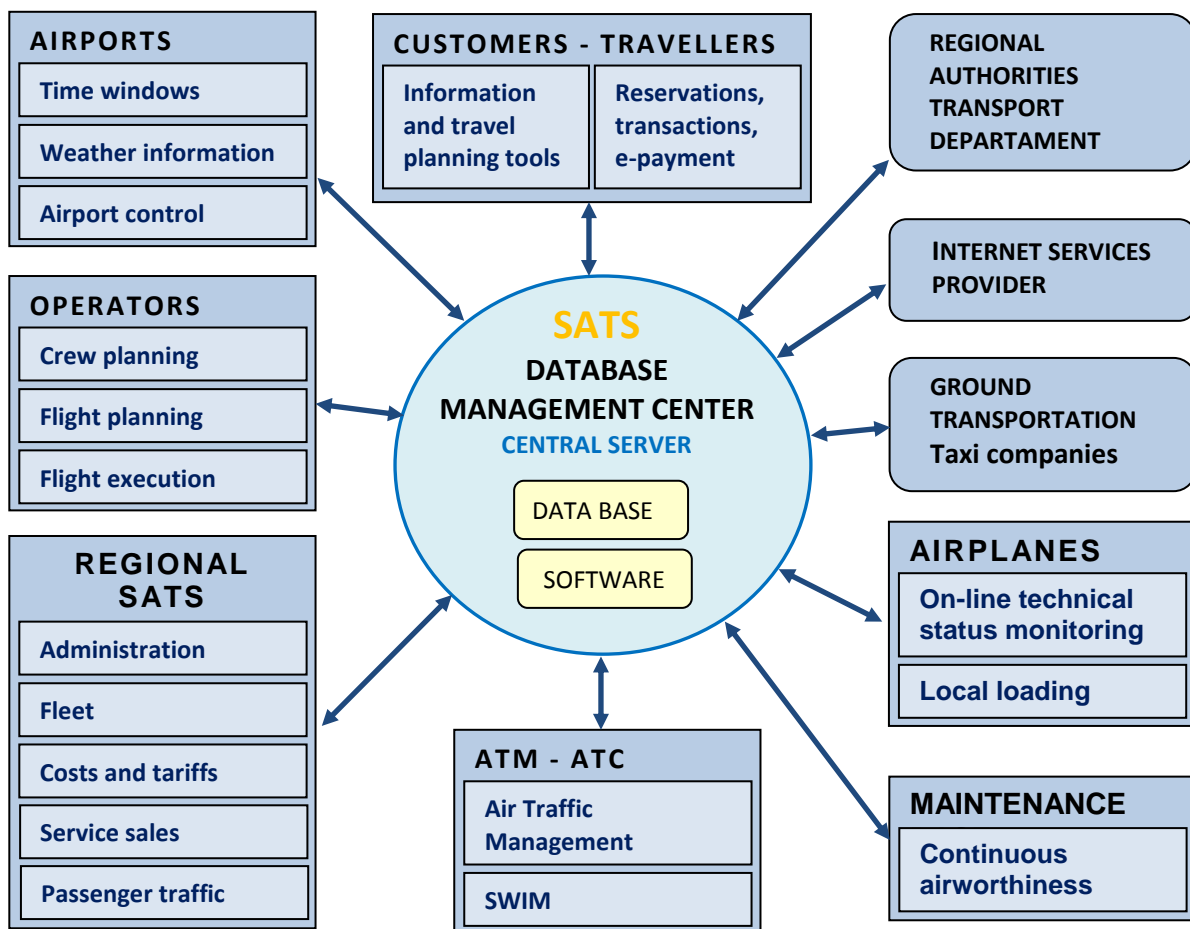 AIRPORTS
Time windows
Weather information
Airport control
CUSTOMERS - TRAVELLERS
Information
and travel
planning tools
Reservations,
transactions,
e-payment
REGIONAL
AUTHORITIES
TRANSPORT
DEPARTAMENT
INTERNET SERVICES
PROVIDER
GROUND
TRANSPORTATION
Taxi companies
OPERATORS
Crew planning
Flight planning
Flight execution
SATS
DATABASE
MANAGEMENT CENTER
CENTRAL SERVER
DATA BASE
SOFTWARE
REGIONAL
SATS
Administration
Fleet
Costs and tariffs
Service sales
Passenger traffic
ATM - ATC
Air Traffic
Management
SWIM
AIRPLANES
On-line technical
status monitoring
Local loading
MAINTENANCE
Continuous
airworthiness